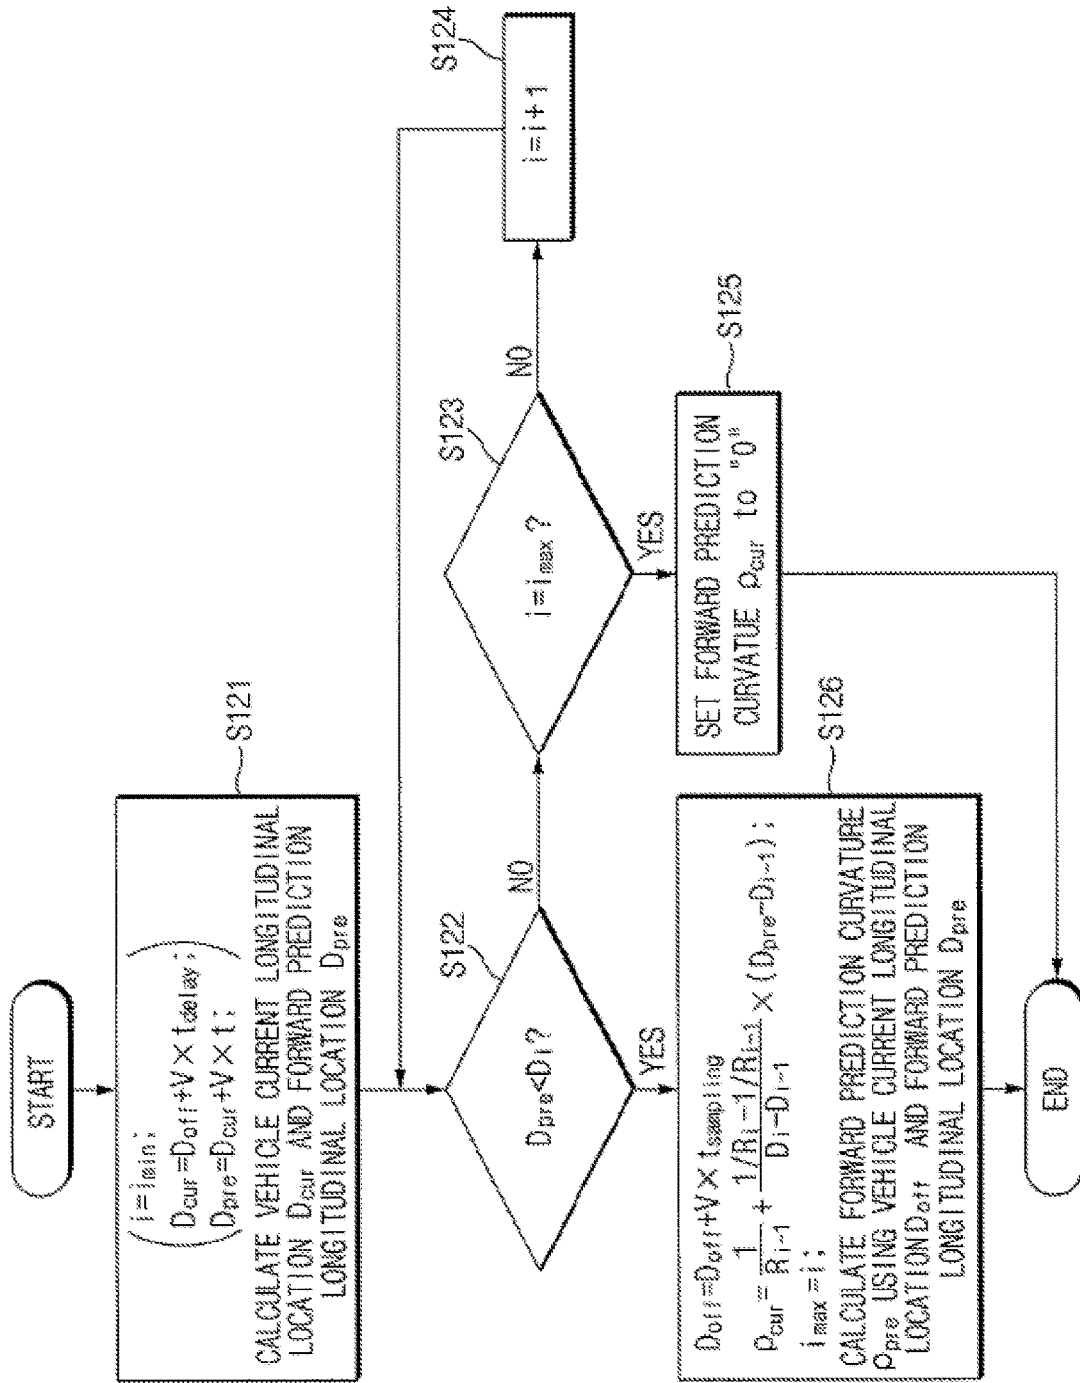 START
S121
i=imin;
Dcur=Doff+V×tdelay;
Dpre=Dcur+V×t;
CALCULATE VEHICLE CURRENT LONGITUDINAL
LOCATION Dcur AND FORWARD PREDICTION
LONGITUDINAL LOCATION Dpre
S122
Dpre<Di?
NO
YES
S123
i=imax?
NO
YES
S124
i=i+1
S125
SET FORWARD PREDICTION
CURVATUE ρcur to "0"
S126
Doff=Doff+V×tsampling
ρcur=1/Ri-1+(1/Ri-1/Ri-1)/(Di-Di-1)×(Dpre-Di-1);
imax=i;
CALCULATE FORWARD PREDICTION CURVATURE
ρpre USING VEHICLE CURRENT LONGITUDINAL
LOCATION Doff AND FORWARD PREDICTION
LONGITUDINAL LOCATION Dpre
END